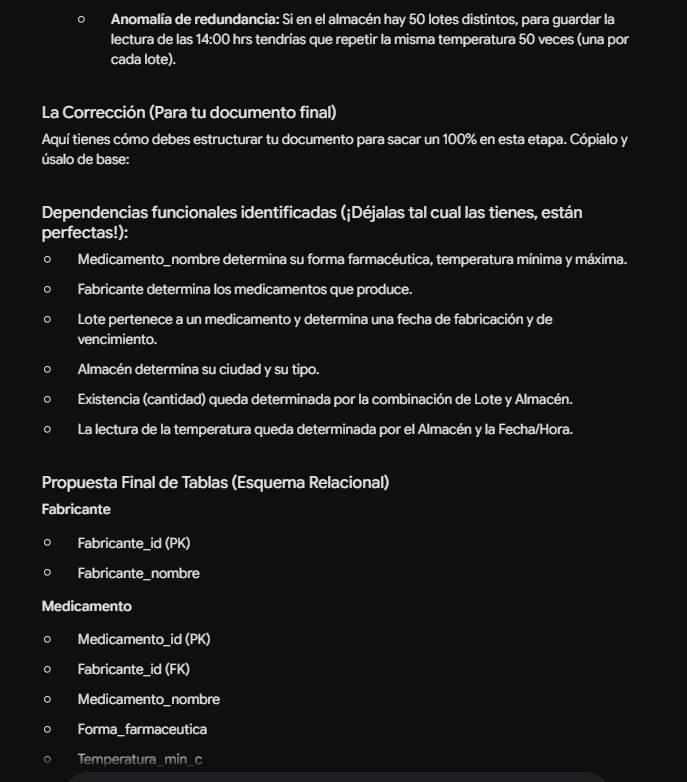 Anomalía de redundancia: Si en el almacén hay 50 lotes distintos, para guardar la
lectura de las 14:00 hrs tendrías que repetir la misma temperatura 50 veces (una por
cada lote).
La Corrección (Para tu documento final)
Aquí tienes cómo debes estructurar tu documento para sacar un 100% en esta etapa. Cópialo y
úsalo de base:
Dependencias funcionales identificadas (¡Déjalas tal cual las tienes, están
perfectas!):
Medicamento_nombre determina su forma farmacéutica, temperatura mínima y máxima.
Fabricante determina los medicamentos que produce.
Lote pertenece a un medicamento y determina una fecha de fabricación y de
vencimiento.
Almacén determina su ciudad y su tipo.
Existencia (cantidad) queda determinada por la combinación de Lote y Almacén.
La lectura de la temperatura queda determinada por el Almacén y la Fecha/Hora.
Propuesta Final de Tablas (Esquema Relacional)
Fabricante
Fabricante_id (PK)
Fabricante_nombre
Medicamento
Medicamento_id (PK)
Fabricante_id (FK)
Medicamento_nombre
Forma_farmaceutica
Temperatura_min_c